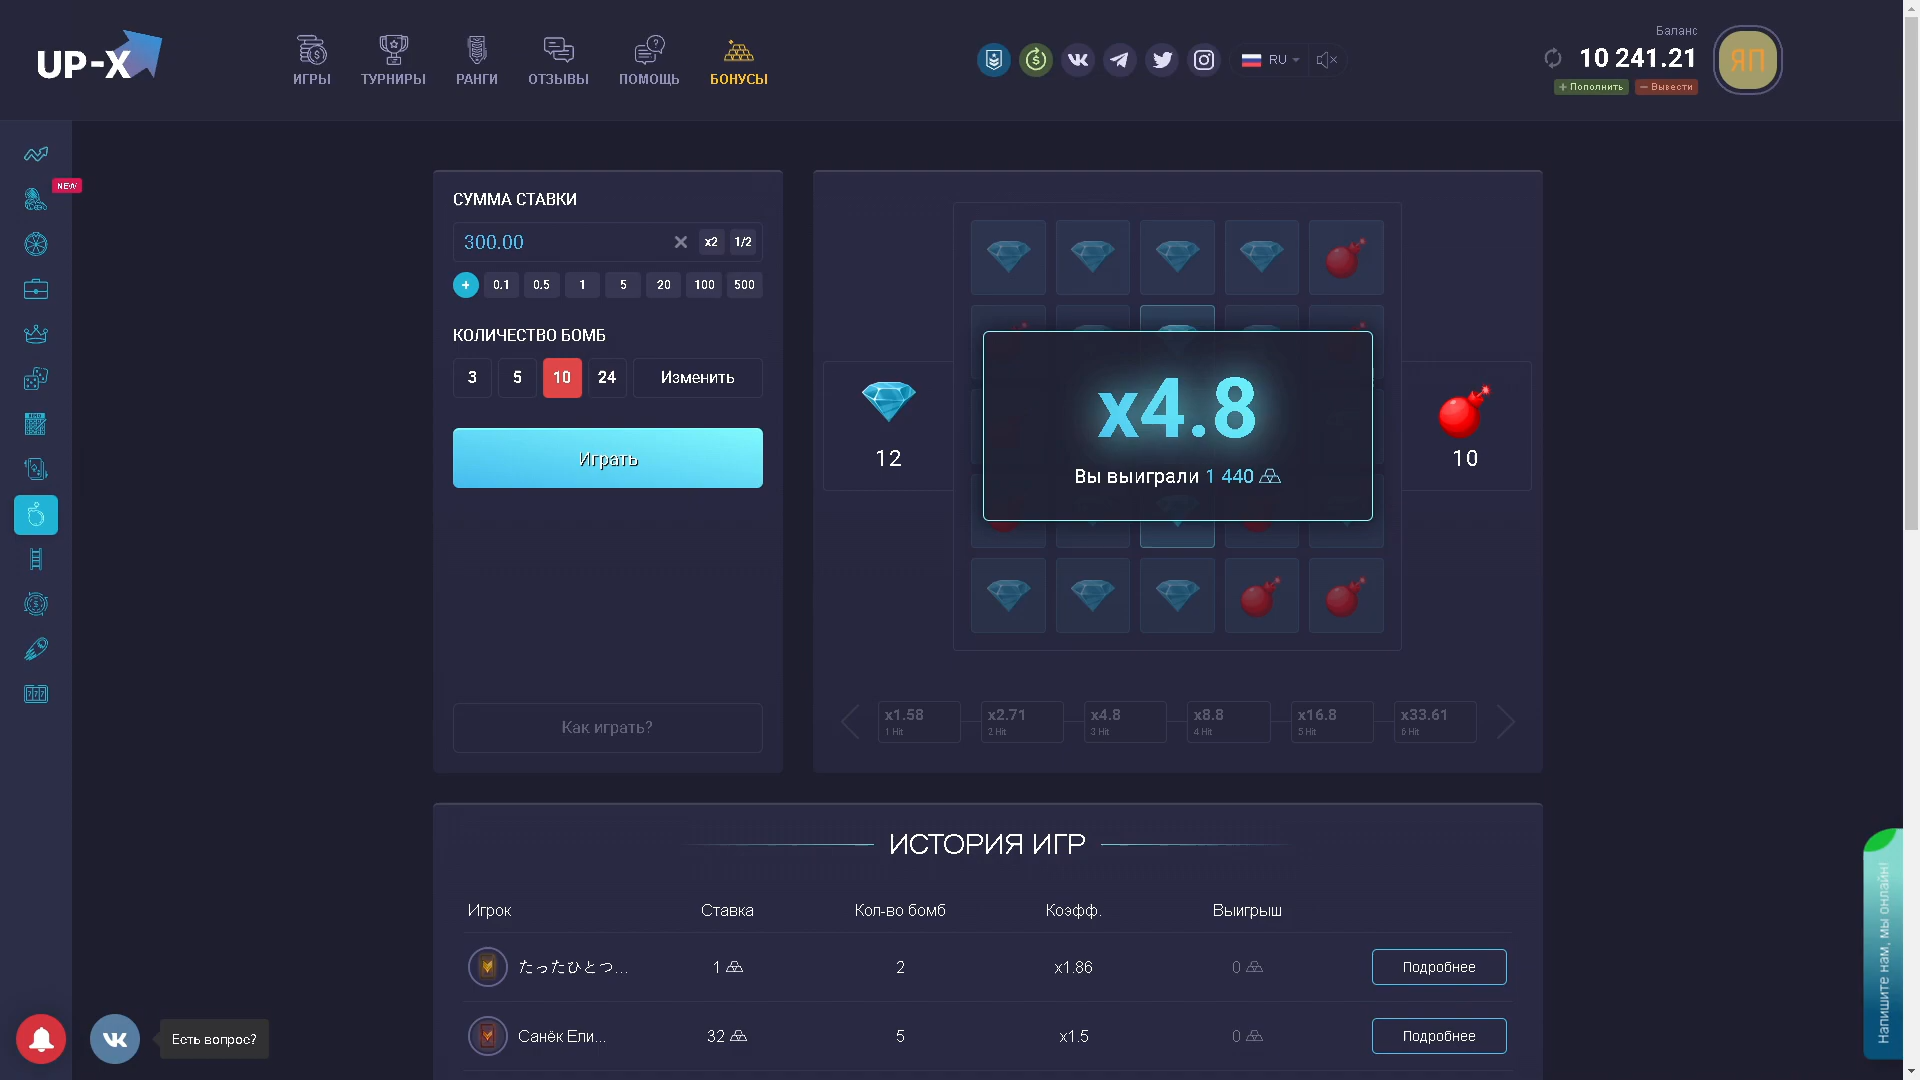 UP-X
ИГРЫ
ТУРНИРЫ
РАНГИ
ОТЗЫВЫ
ПОМОЩЬ
БОНУСЫ
RU
Баланс
10 241.21
+ Пополнить
− Вывести
ЯП
NEW
СУММА СТАВКИ
300.00
x2
1/2
+
0.1
0.5
1
5
20
100
500
КОЛИЧЕСТВО БОМБ
3
5
10
24
Изменить
Играть
Как играть?
12
x4.8
Вы выиграли 1 440
10
x1.58
1 Hit
x2.71
2 Hit
x4.8
3 Hit
x8.8
4 Hit
x16.8
5 Hit
x33.61
6 Hit
ИСТОРИЯ ИГР
Игрок Ставка Кол-во бомб Коэфф. Выигрыш
たったひとつ... 1 2 x1.86 0 Подробнее
Санёк Ели... 32 5 x1.5 0 Подробнее
Есть вопрос?
Напишите нам, мы онлайн!